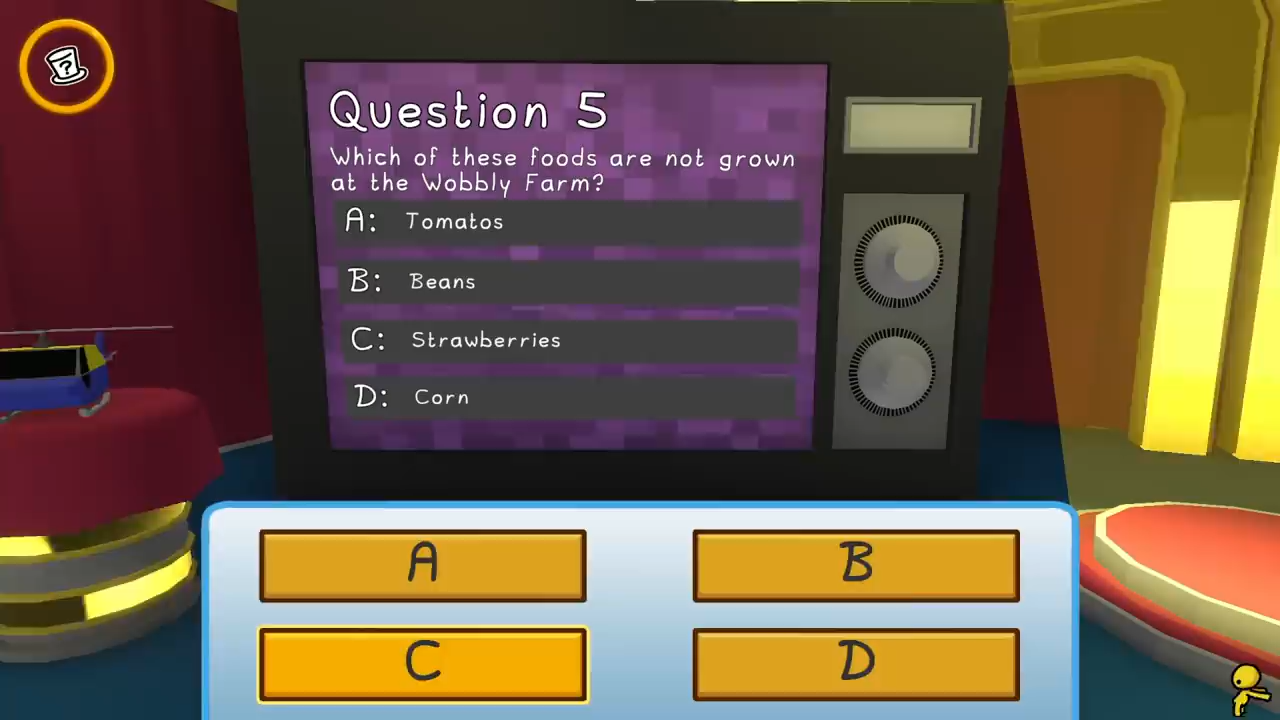 ?
Question 5
Which of these foods are not grown
at the Wobbly Farm?
A: Tomatos
B: Beans
C: Strawberries
D: Corn
A
B
C
D